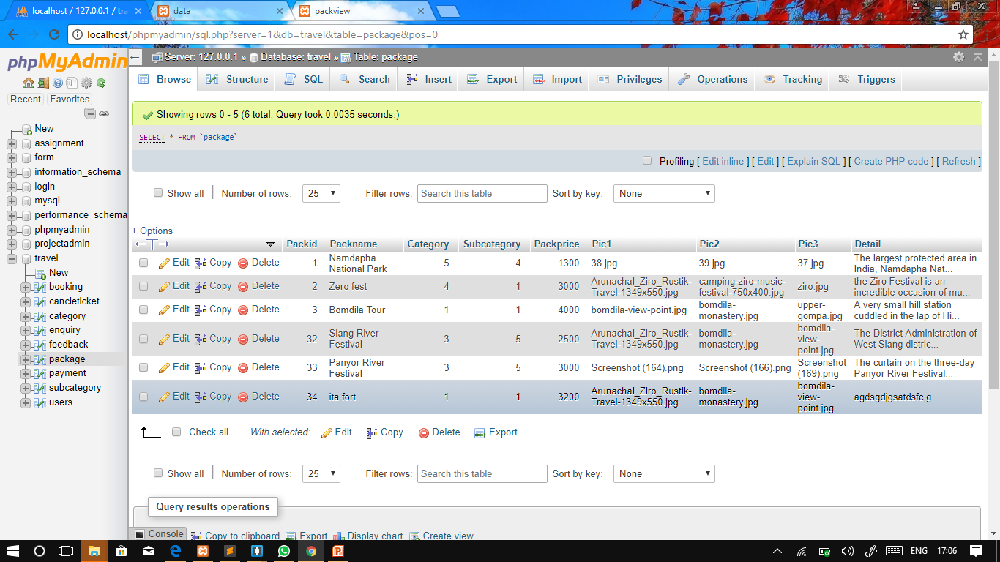 localhost / 127.0.0.1 / tra
data
packview
localhost/phpmyadmin/sql.php?server=1&db=travel&table=package&pos=0
phpMyAdmin
Recent Favorites
New
assignment
form
information_schema
login
mysql
performance_schema
phpmyadmin
projectadmin
travel
New
booking
cancleticket
category
enquiry
feedback
package
payment
subcategory
users
Server: 127.0.0.1 » Database: travel » Table: package
Browse Structure SQL Search Insert Export Import Privileges Operations Tracking Triggers
Showing rows 0 - 5 (6 total, Query took 0.0035 seconds.)
SELECT * FROM `package`
Profiling [ Edit inline ] [ Edit ] [ Explain SQL ] [ Create PHP code ] [ Refresh ]
Show all Number of rows: 25 Filter rows: Search this table Sort by key: None
+ Options
Packid Packname Category Subcategory Packprice Pic1 Pic2 Pic3 Detail
Edit Copy Delete 1 Namdapha National Park 5 4 1300 38.jpg 39.jpg 37.jpg The largest protected area in India, Namdapha Nat...
Edit Copy Delete 2 Zero fest 4 1 3000 Arunachal_Ziro_Rustik-Travel-1349x550.jpg camping-ziro-music-festival-750x400.jpg ziro.jpg the Ziro Festival is an incredible occasion of mu...
Edit Copy Delete 3 Bomdila Tour 1 1 4000 bomdila-view-point.jpg bomdila-monastery.jpg upper-gompa.jpg A very small hill station cuddled in the lap of Hi...
Edit Copy Delete 32 Siang River Festival 3 5 2500 Arunachal_Ziro_Rustik-Travel-1349x550.jpg bomdila-monastery.jpg bomdila-view-point.jpg The District Administration of West Siang distric...
Edit Copy Delete 33 Panyor River Festival 3 5 3000 Screenshot (164).png Screenshot (166).png Screenshot (169).png The curtain on the three-day Panyor River Festival...
Edit Copy Delete 34 ita fort 1 1 3200 Arunachal_Ziro_Rustik-Travel-1349x550.jpg bomdila-monastery.jpg bomdila-view-point.jpg agdsgdjgsatdsfc g
Check all With selected: Edit Copy Delete Export
Show all Number of rows: 25 Filter rows: Search this table Sort by key: None
Query results operations
Console Copy to clipboard Export Display chart Create view
ENG 17:06